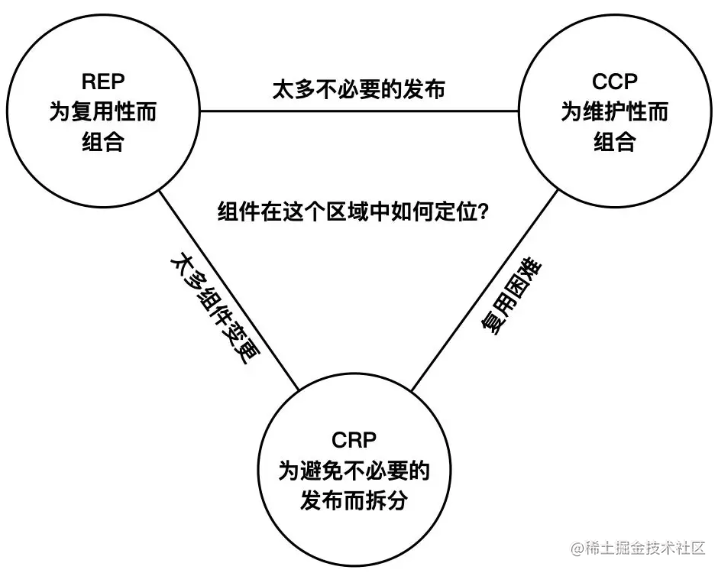 REP
为复用性而
组合
太多不必要的发布
CCP
为维护性而
组合
组件在这个区域中如何定位?
太多组件变更
复用困难
CRP
为避免不必要的
发布而拆分
@稀土掘金技术社区